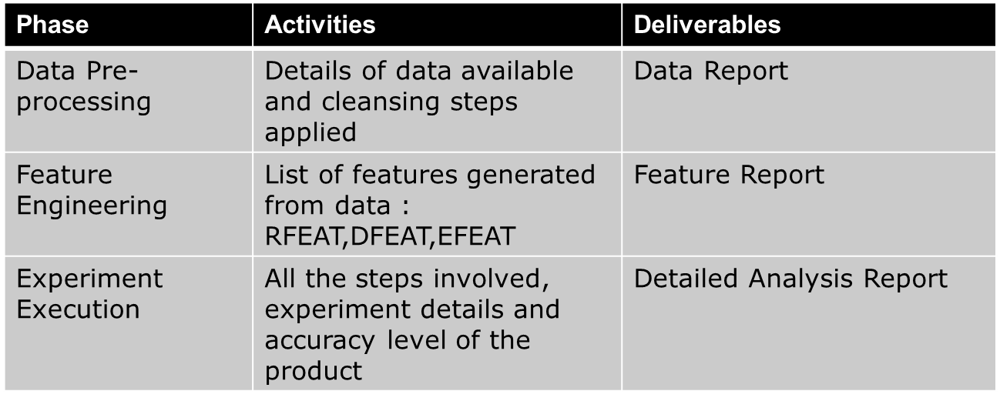 Phase
Activities
Deliverables
Data Pre-
processing
Details of data available
and cleansing steps
applied
Data Report
Feature
Engineering
List of features generated
from data :
RFEAT,DFEAT,EFEAT
Feature Report
Experiment
Execution
All the steps involved,
experiment details and
accuracy level of the
product
Detailed Analysis Report